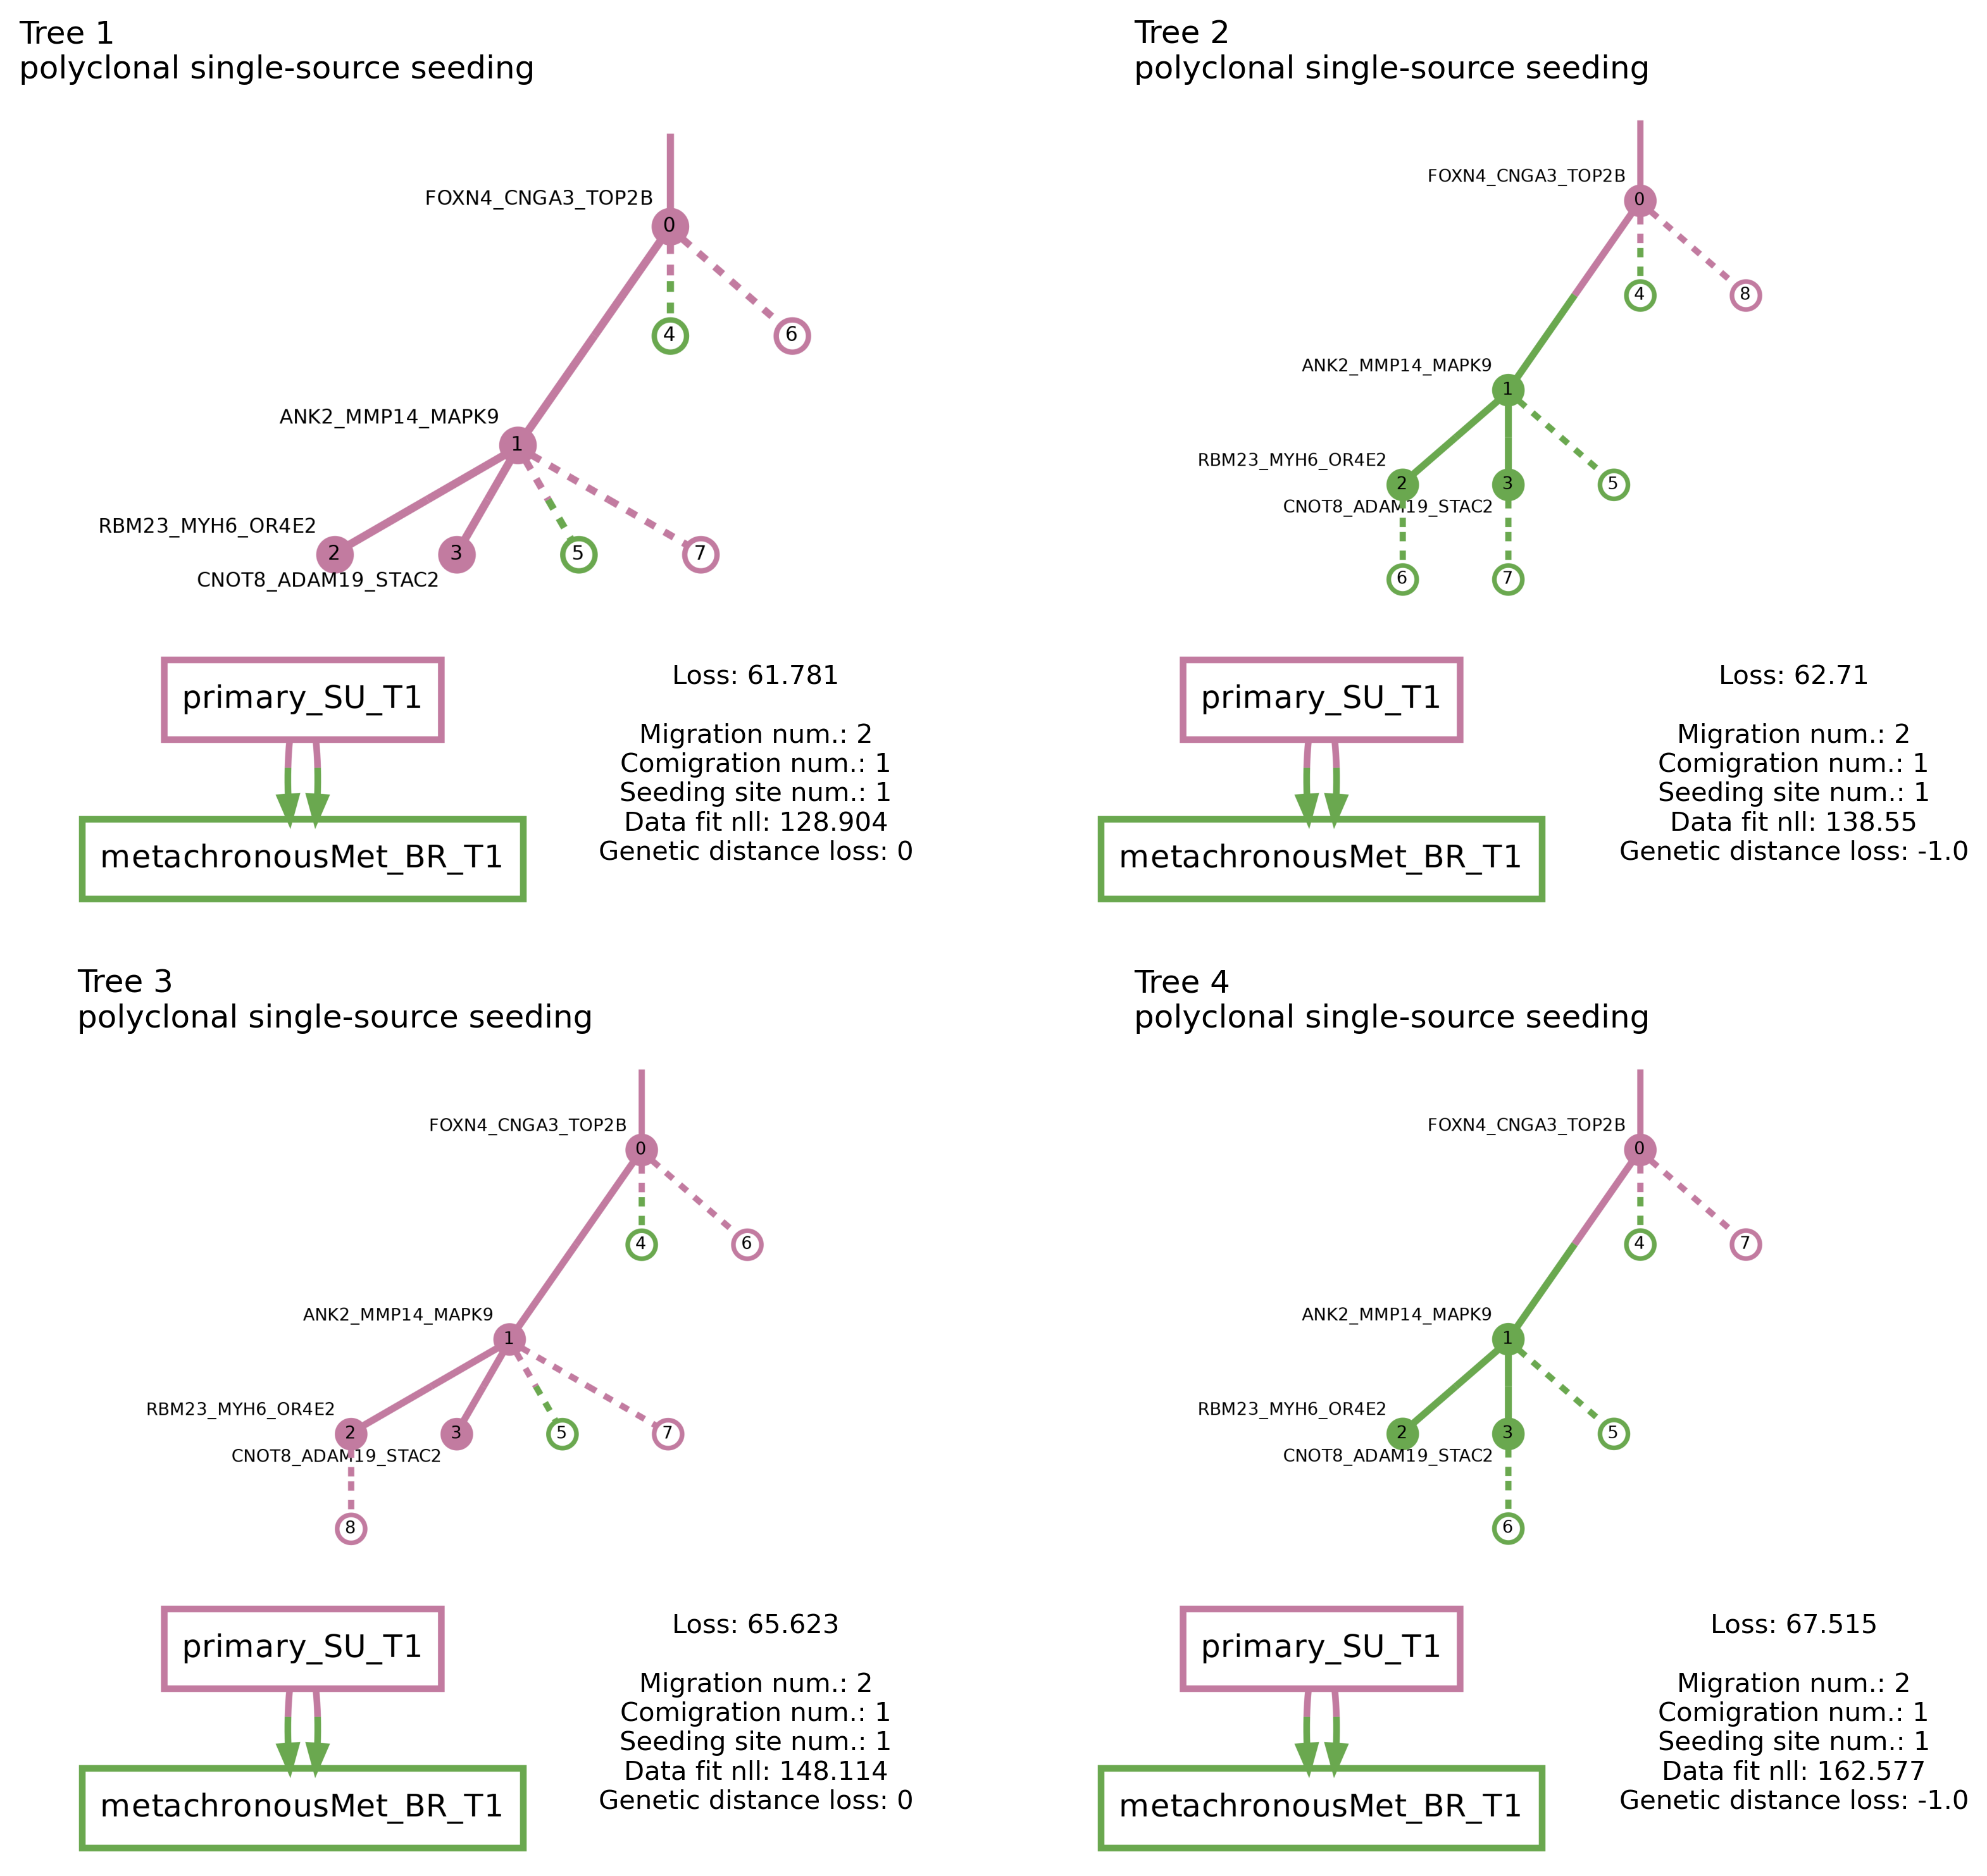 Tree 1
polyclonal single-source seeding
FOXN4_CNGA3_TOP2B
0
4
6
ANK2_MMP14_MAPK9
1
RBM23_MYH6_OR4E2
2
3
5
7
CNOT8_ADAM19_STAC2
primary_SU_T1
metachronousMet_BR_T1
Loss: 61.781
Migration num.: 2
Comigration num.: 1
Seeding site num.: 1
Data fit nll: 128.904
Genetic distance loss: 0
Tree 2
polyclonal single-source seeding
FOXN4_CNGA3_TOP2B
0
4
8
ANK2_MMP14_MAPK9
1
RBM23_MYH6_OR4E2
2
3
5
CNOT8_ADAM19_STAC2
6
7
primary_SU_T1
metachronousMet_BR_T1
Loss: 62.71
Migration num.: 2
Comigration num.: 1
Seeding site num.: 1
Data fit nll: 138.55
Genetic distance loss: -1.0
Tree 3
polyclonal single-source seeding
FOXN4_CNGA3_TOP2B
0
4
6
ANK2_MMP14_MAPK9
1
RBM23_MYH6_OR4E2
2
3
5
7
CNOT8_ADAM19_STAC2
8
primary_SU_T1
metachronousMet_BR_T1
Loss: 65.623
Migration num.: 2
Comigration num.: 1
Seeding site num.: 1
Data fit nll: 148.114
Genetic distance loss: 0
Tree 4
polyclonal single-source seeding
FOXN4_CNGA3_TOP2B
0
4
7
ANK2_MMP14_MAPK9
1
RBM23_MYH6_OR4E2
2
3
5
CNOT8_ADAM19_STAC2
6
primary_SU_T1
metachronousMet_BR_T1
Loss: 67.515
Migration num.: 2
Comigration num.: 1
Seeding site num.: 1
Data fit nll: 162.577
Genetic distance loss: -1.0